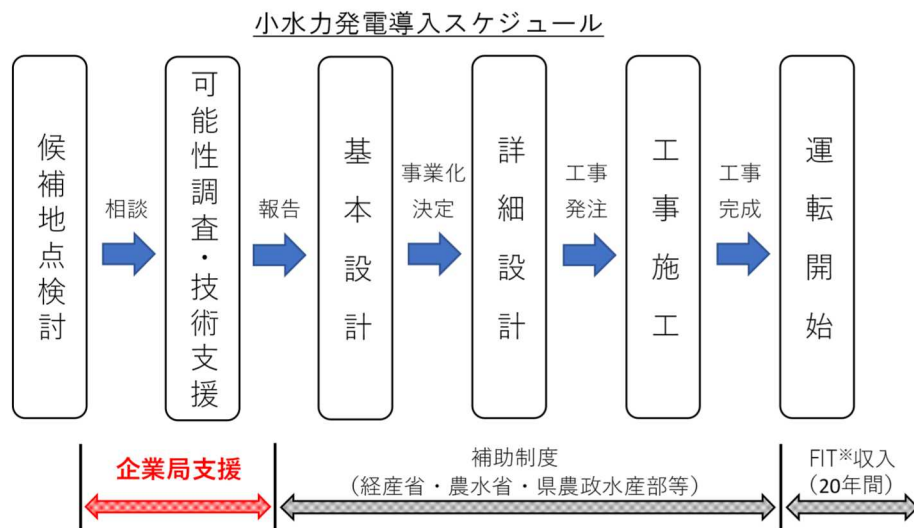 小水力発電導入スケジュール
候補地点検討
相談
可能性調査・技術支援
報告
基本設計
事業化
決定
詳細設計
工事
発注
工事施工
工事
完成
運転開始
企業局支援
補助制度
（経産省・農水省・県農政水産部等）
FIT※収入
（20年間）